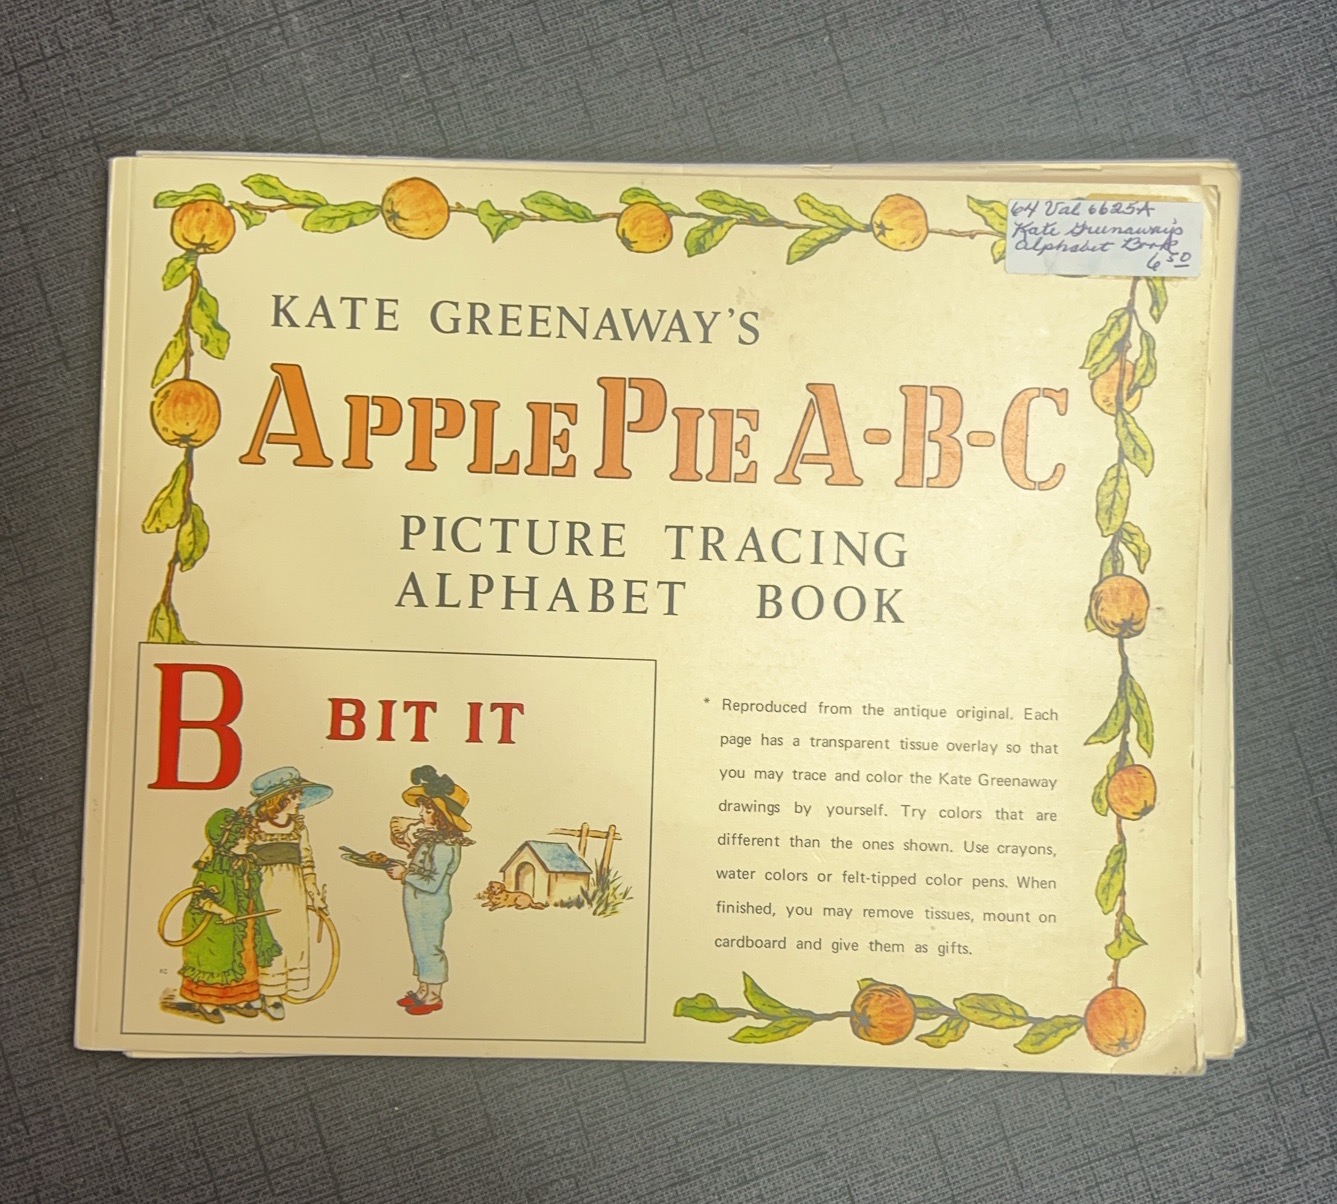 64 Val 6625A
Kate Greenaway's
Alphabet Book
6 50
KATE GREENAWAY'S
APPLE PIE A-B-C
PICTURE TRACING
ALPHABET BOOK
B
BIT IT
* Reproduced from the antique original. Each
page has a transparent tissue overlay so that
you may trace and color the Kate Greenaway
drawings by yourself. Try colors that are
different than the ones shown. Use crayons,
water colors or felt-tipped color pens. When
finished, you may remove tissues, mount on
cardboard and give them as gifts.